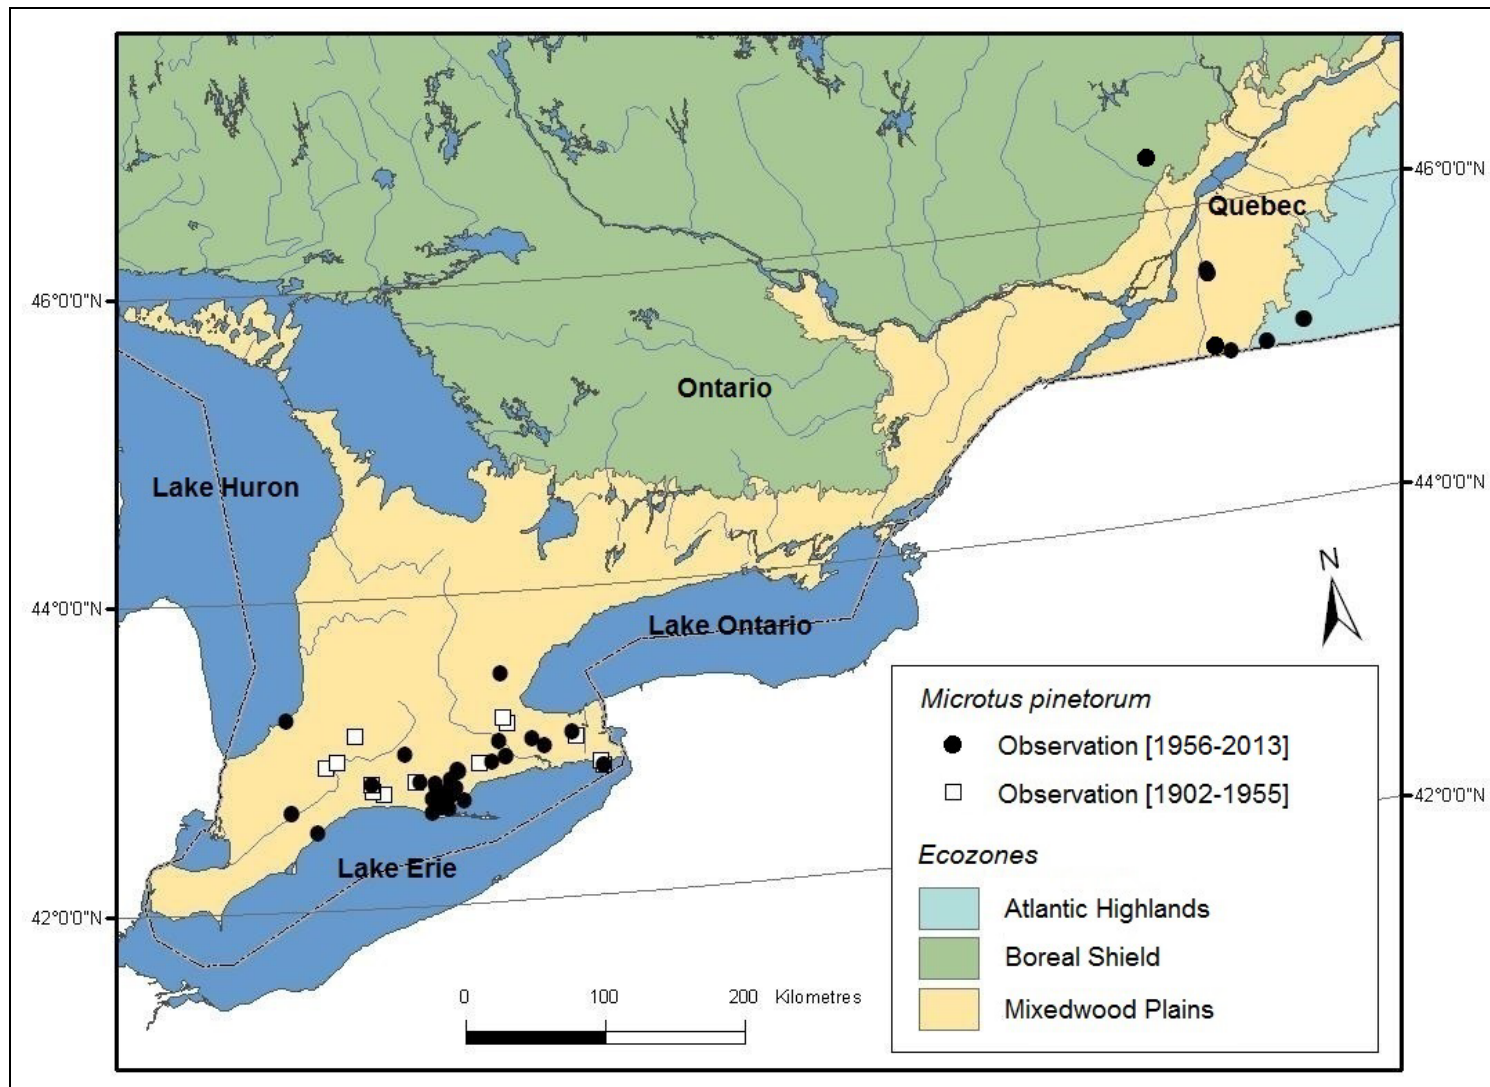 46°0'0"N
Quebec
46°0'0"N
Ontario
44°0'0"N
Lake Huron
44°0'0"N
Lake Ontario
N
42°0'0"N
Lake Erie
42°0'0"N
0 100 200 Kilometres
Microtus pinetorum
Observation [1956-2013]
Observation [1902-1955]
Ecozones
Atlantic Highlands
Boreal Shield
Mixedwood Plains